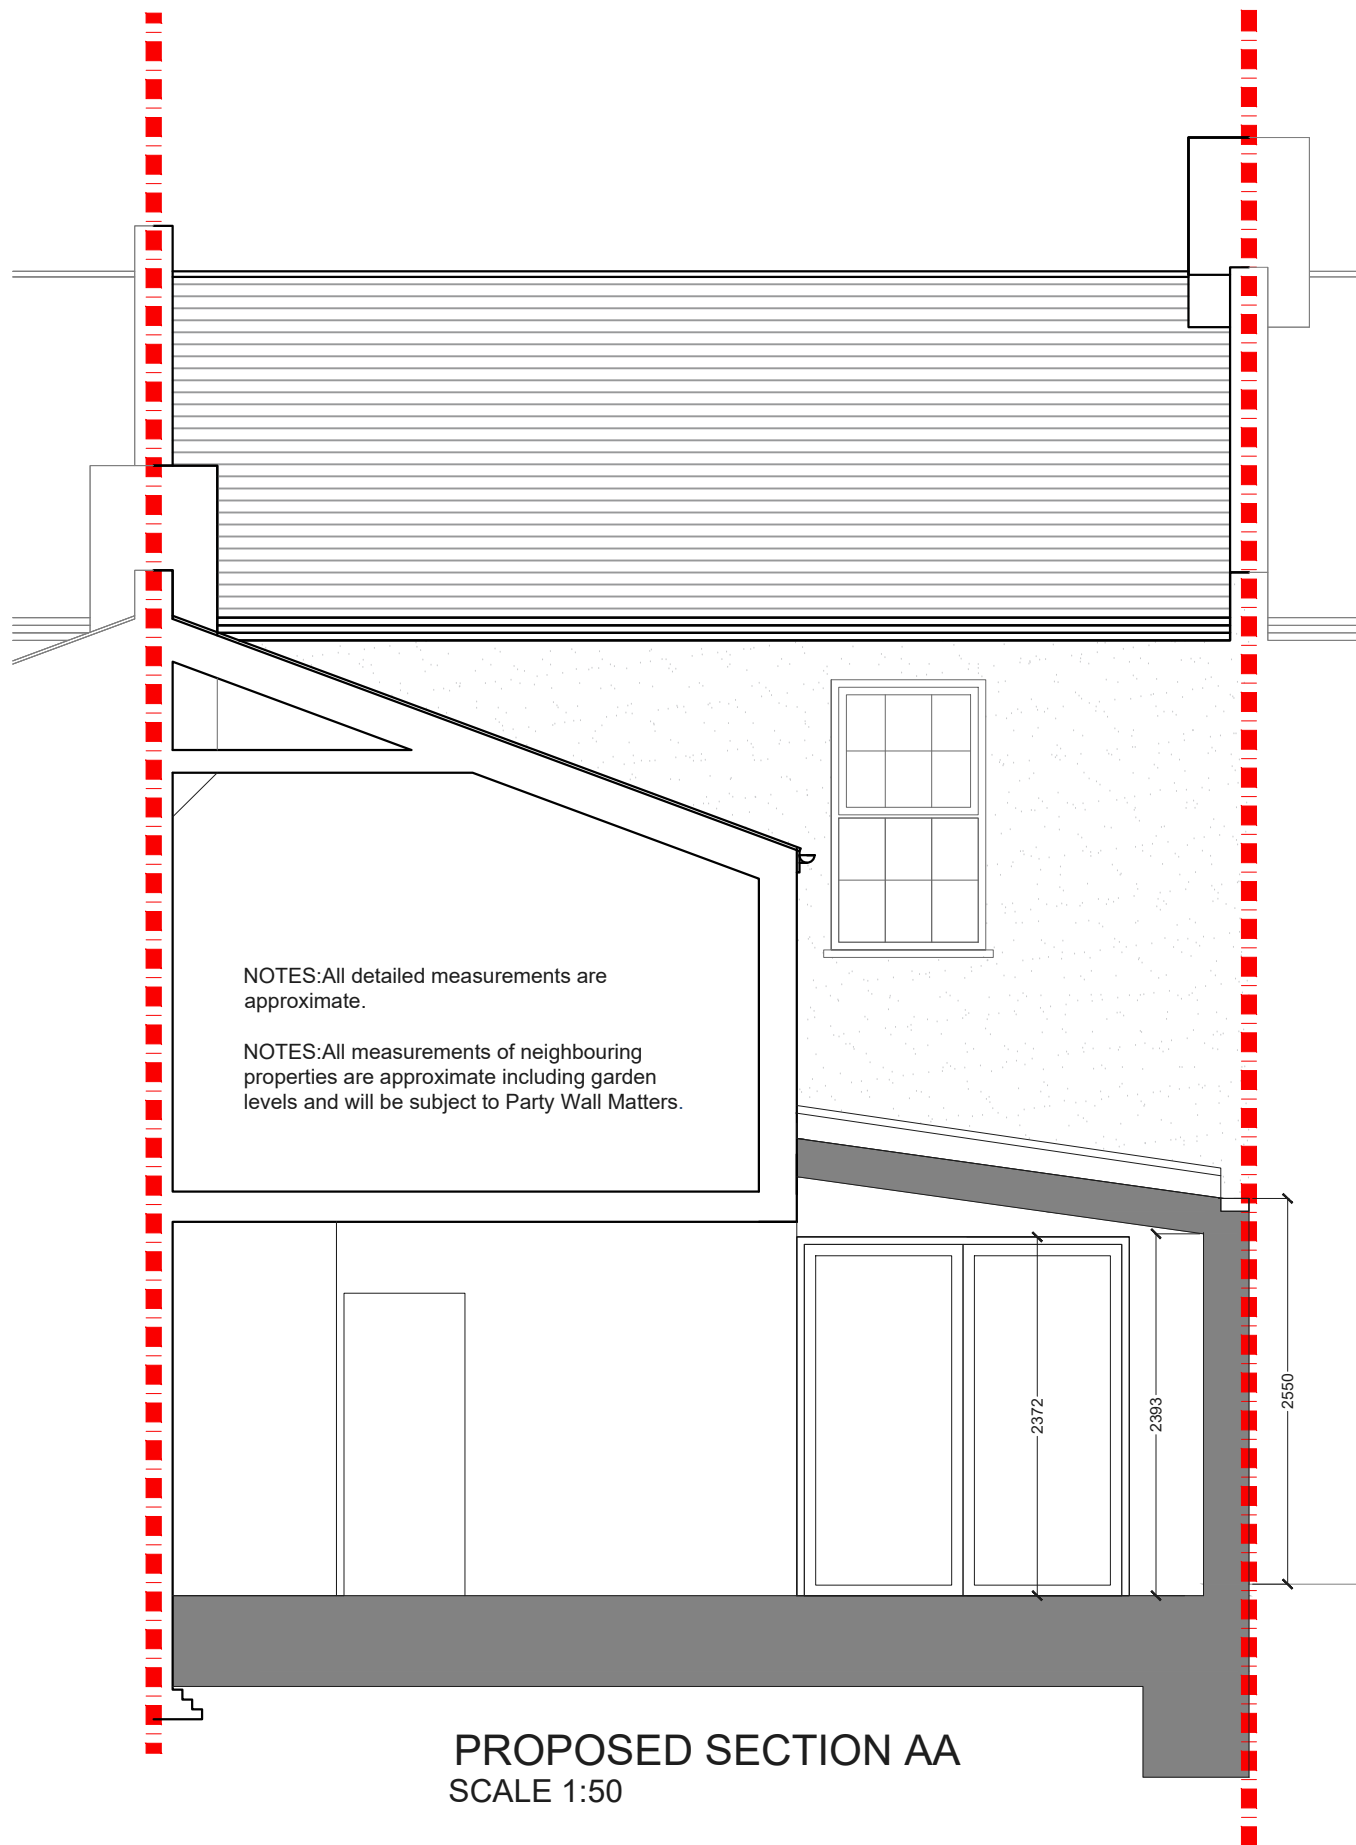 NOTES:All detailed measurements are
approximate.
NOTES:All measurements of neighbouring
properties are approximate including garden
levels and will be subject to Party Wall Matters.
2372
2393
2550
PROPOSED SECTION AA
SCALE 1:50